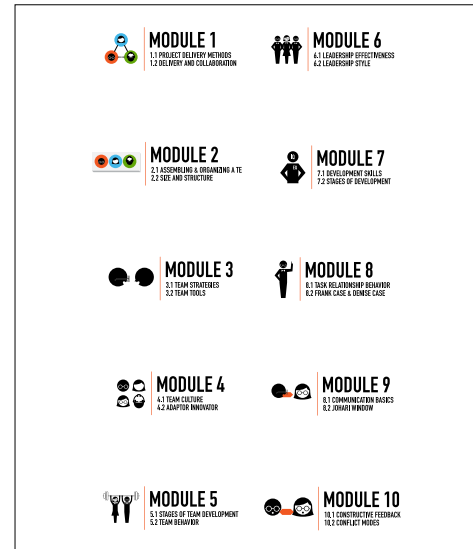 MODULE 1
1.1 PROJECT DELIVERY METHODS
1.2 DELIVERY AND COLLABORATION
MODULE 2
2.1 ASSEMBLING & ORGANIZING A TE
2.2 SIZE AND STRUCTURE
MODULE 3
3.1 TEAM STRATEGIES
3.2 TEAM TOOLS
MODULE 4
4.1 TEAM CULTURE
4.2 ADAPTOR INNOVATOR
MODULE 5
5.1 STAGES OF TEAM DEVELOPMENT
5.2 TEAM BEHAVIOR
MODULE 6
6.1 LEADERSHIP EFFECTIVENESS
6.2 LEADERSHIP STYLE
MODULE 7
7.1 DEVELOPMENT SKILLS
7.2 STAGES OF DEVELOPMENT
MODULE 8
8.1 TASK RELATIONSHIP BEHAVIOR
8.2 FRANK CASE & DENISE CASE
MODULE 9
8.1 COMMUNICATION BASICS
8.2 JOHARI WINDOW
MODULE 10
10.1 CONSTRUCTIVE FEEDBACK
10.2 CONFLICT MODES